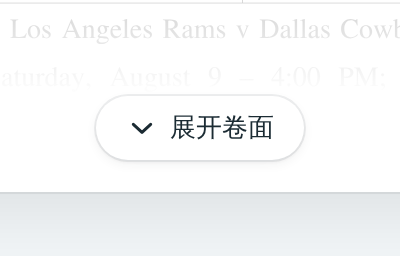 Los Angeles Rams v Dallas Cowb
aturday, August 9 – 4:00 PM:
展开卷面